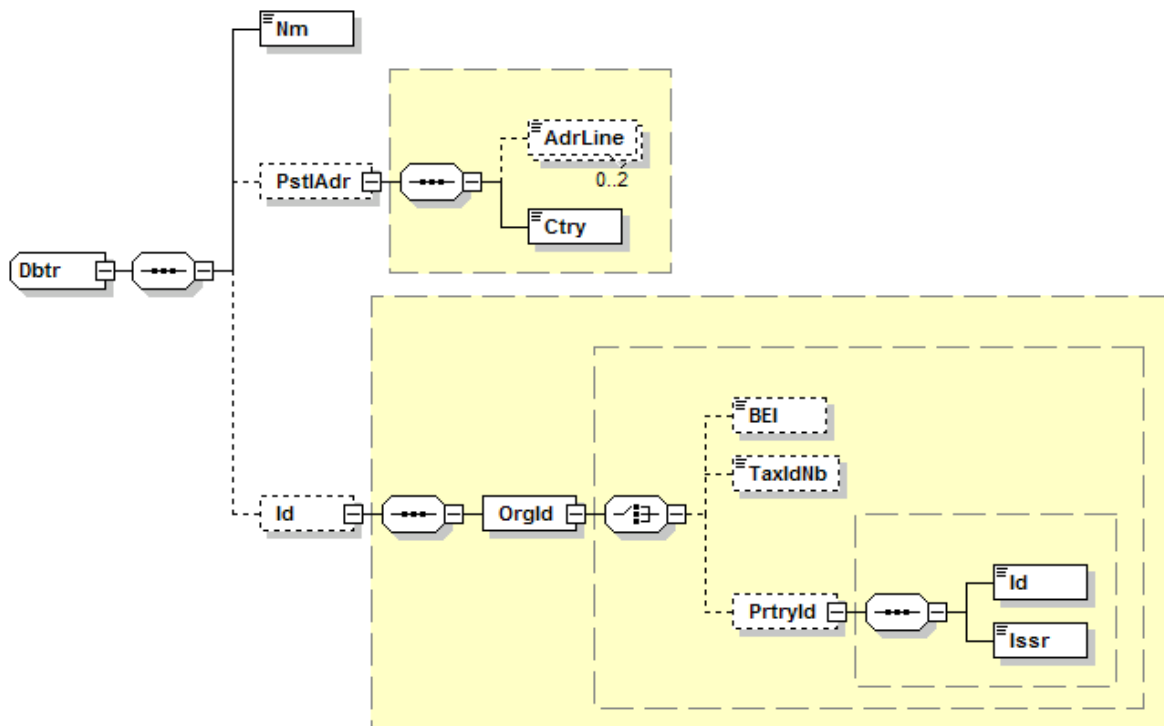 Nm
AdrLine
0..2
PstlAdr
Ctry
Dbtr
BEI
TaxIdNb
Id
OrgId
Id
PrtryId
Issr